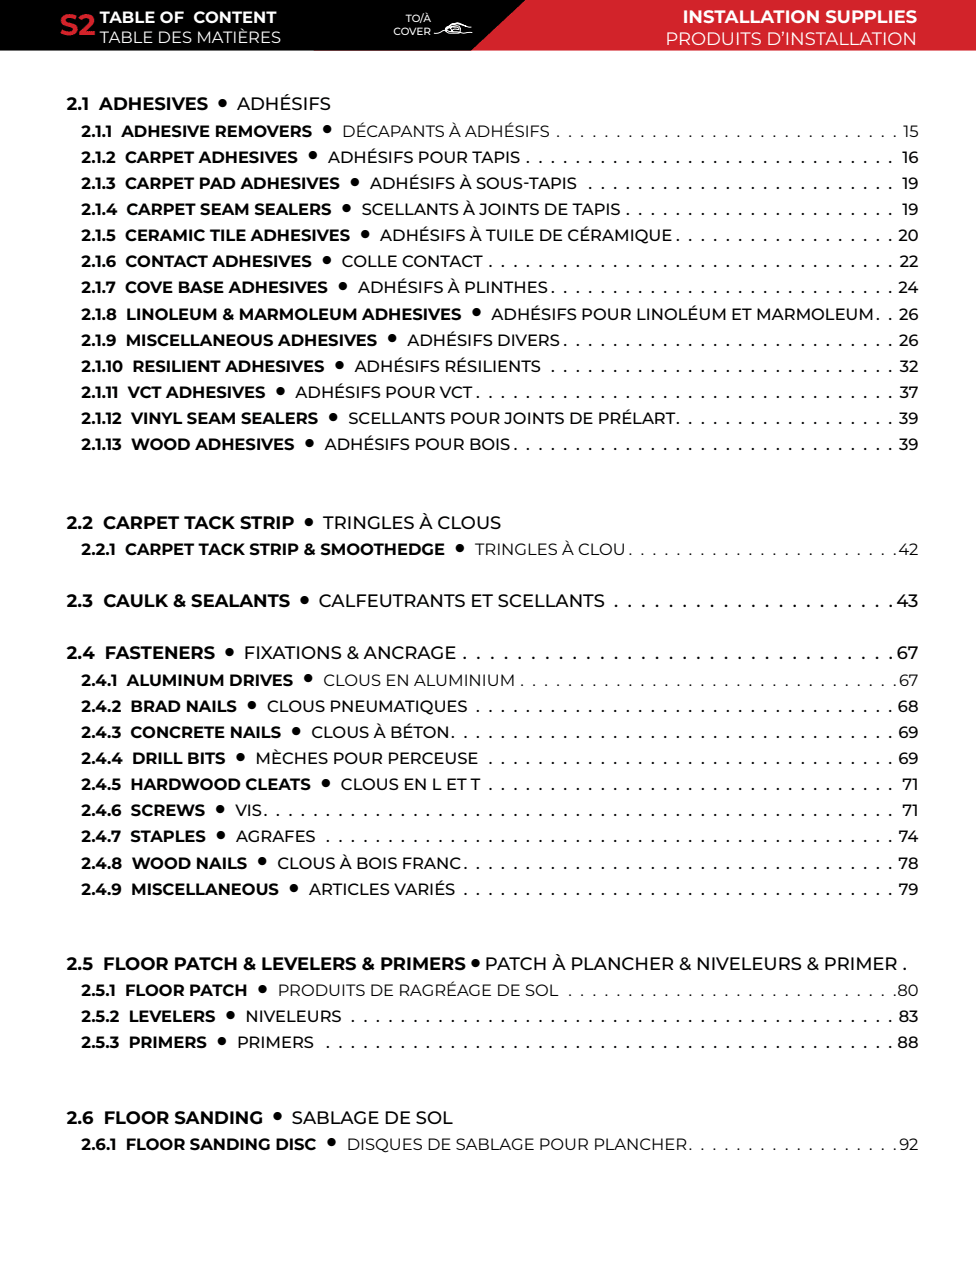 S2 TABLE OF CONTENT
TABLE DES MATIÈRES
TO/À
COVER
INSTALLATION SUPPLIES
PRODUITS D'INSTALLATION
2.1 ADHESIVES • ADHÉSIFS
2.1.1 ADHESIVE REMOVERS • DÉCAPANTS À ADHÉSIFS . . . . . . . . . . 15
2.1.2 CARPET ADHESIVES • ADHÉSIFS POUR TAPIS . . . . . . . . . . 16
2.1.3 CARPET PAD ADHESIVES • ADHÉSIFS À SOUS-TAPIS . . . . . . . . . . 19
2.1.4 CARPET SEAM SEALERS • SCELLANTS À JOINTS DE TAPIS . . . . . . . . . . 19
2.1.5 CERAMIC TILE ADHESIVES • ADHÉSIFS À TUILE DE CÉRAMIQUE . . . . . . . . . . 20
2.1.6 CONTACT ADHESIVES • COLLE CONTACT . . . . . . . . . . 22
2.1.7 COVE BASE ADHESIVES • ADHÉSIFS À PLINTHES . . . . . . . . . . 24
2.1.8 LINOLEUM & MARMOLEUM ADHESIVES • ADHÉSIFS POUR LINOLÉUM ET MARMOLEUM . . 26
2.1.9 MISCELLANEOUS ADHESIVES • ADHÉSIFS DIVERS . . . . . . . . . . 26
2.1.10 RESILIENT ADHESIVES • ADHÉSIFS RÉSILIENTS . . . . . . . . . . 32
2.1.11 VCT ADHESIVES • ADHÉSIFS POUR VCT . . . . . . . . . . 37
2.1.12 VINYL SEAM SEALERS • SCELLANTS POUR JOINTS DE PRÉLART. . . . . . . . . . 39
2.1.13 WOOD ADHESIVES • ADHÉSIFS POUR BOIS . . . . . . . . . . 39
2.2 CARPET TACK STRIP • TRINGLES À CLOUS
2.2.1 CARPET TACK STRIP & SMOOTHEDGE • TRINGLES À CLOU . . . . . . . . . . 42
2.3 CAULK & SEALANTS • CALFEUTRANTS ET SCELLANTS . . . . . . . . . . 43
2.4 FASTENERS • FIXATIONS & ANCRAGE . . . . . . . . . . 67
2.4.1 ALUMINUM DRIVES • CLOUS EN ALUMINIUM . . . . . . . . . . 67
2.4.2 BRAD NAILS • CLOUS PNEUMATIQUES . . . . . . . . . . 68
2.4.3 CONCRETE NAILS • CLOUS À BÉTON. . . . . . . . . . 69
2.4.4 DRILL BITS • MÈCHES POUR PERCEUSE . . . . . . . . . . 69
2.4.5 HARDWOOD CLEATS • CLOUS EN L ET T . . . . . . . . . . 71
2.4.6 SCREWS • VIS. . . . . . . . . . 71
2.4.7 STAPLES • AGRAFES . . . . . . . . . . 74
2.4.8 WOOD NAILS • CLOUS À BOIS FRANC . . . . . . . . . . 78
2.4.9 MISCELLANEOUS • ARTICLES VARIÉS . . . . . . . . . . 79
2.5 FLOOR PATCH & LEVELERS & PRIMERS • PATCH À PLANCHER & NIVELEURS & PRIMER .
2.5.1 FLOOR PATCH • PRODUITS DE RAGRÉAGE DE SOL . . . . . . . . . . 80
2.5.2 LEVELERS • NIVELEURS . . . . . . . . . . 83
2.5.3 PRIMERS • PRIMERS . . . . . . . . . . 88
2.6 FLOOR SANDING • SABLAGE DE SOL
2.6.1 FLOOR SANDING DISC • DISQUES DE SABLAGE POUR PLANCHER . . . . . . . . . . 92